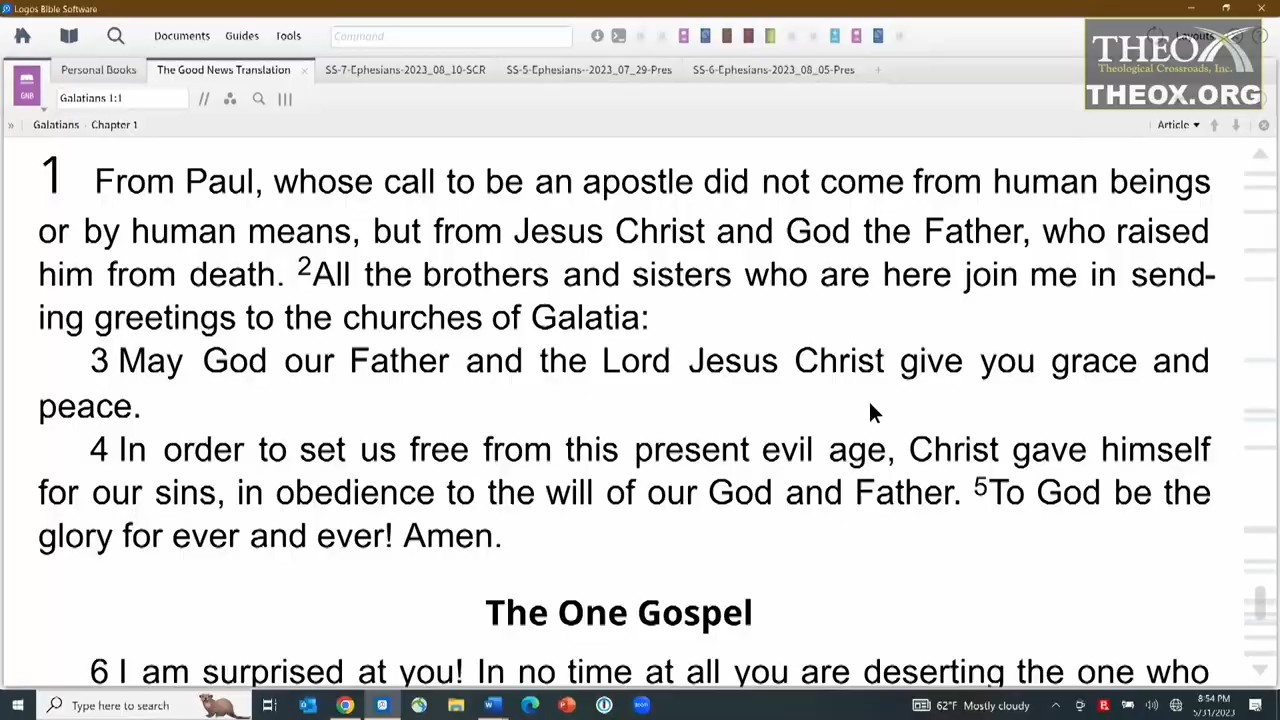 Logos Bible Software
Documents Guides Tools Command Layouts
THEOX
Theological Crossroads, Inc.
THEOX.ORG
Personal Books The Good News Translation SS-5-Ephesians--2023_07_29-Pres SS-6-Ephesians-2023_08_05-Pres
GNB Galatians 1:1
Galatians Chapter 1 Article
1 From Paul, whose call to be an apostle did not come from human beings
or by human means, but from Jesus Christ and God the Father, who raised
him from death. 2All the brothers and sisters who are here join me in send-
ing greetings to the churches of Galatia:
3 May God our Father and the Lord Jesus Christ give you grace and
peace.
4 In order to set us free from this present evil age, Christ gave himself
for our sins, in obedience to the will of our God and Father. 5To God be the
glory for ever and ever! Amen.
The One Gospel
6 I am surprised at you! In no time at all you are deserting the one who
Type here to search 62°F Mostly cloudy 8:54 PM
5/31/2023